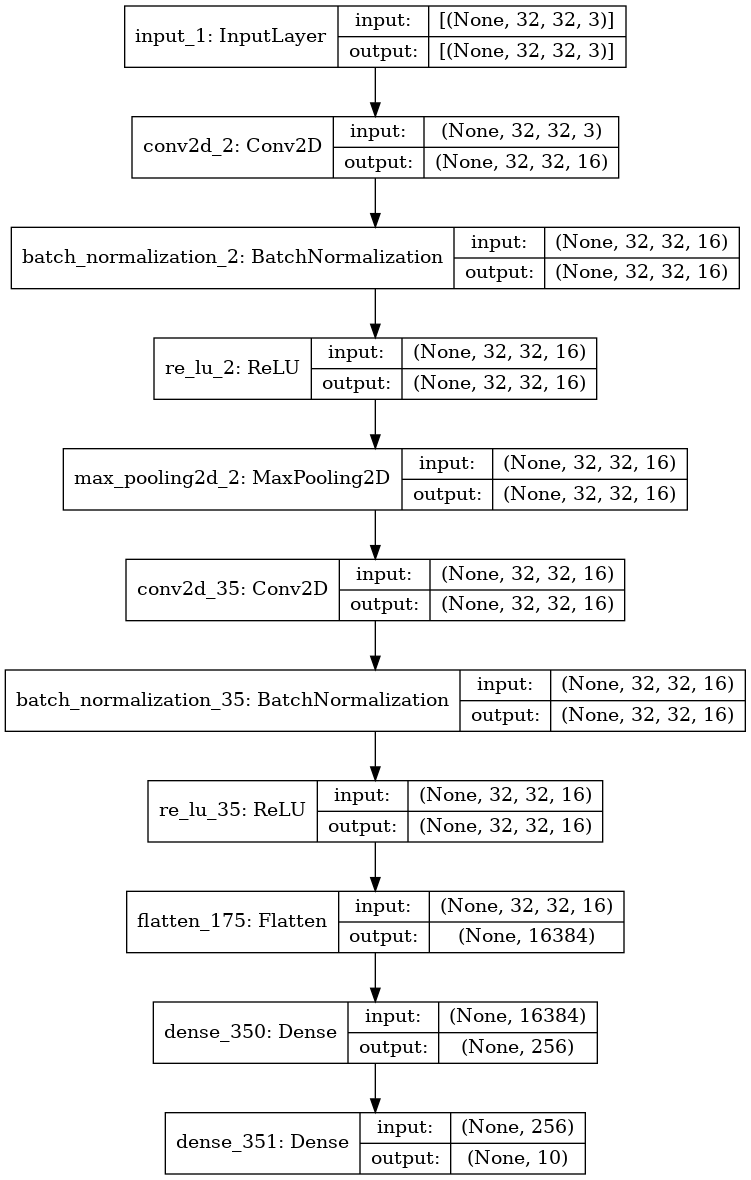 input_1: InputLayer
input:
[(None, 32, 32, 3)]
output:
[(None, 32, 32, 3)]
conv2d_2: Conv2D
input:
(None, 32, 32, 3)
output:
(None, 32, 32, 16)
batch_normalization_2: BatchNormalization
input:
(None, 32, 32, 16)
output:
(None, 32, 32, 16)
re_lu_2: ReLU
input:
(None, 32, 32, 16)
output:
(None, 32, 32, 16)
max_pooling2d_2: MaxPooling2D
input:
(None, 32, 32, 16)
output:
(None, 32, 32, 16)
conv2d_35: Conv2D
input:
(None, 32, 32, 16)
output:
(None, 32, 32, 16)
batch_normalization_35: BatchNormalization
input:
(None, 32, 32, 16)
output:
(None, 32, 32, 16)
re_lu_35: ReLU
input:
(None, 32, 32, 16)
output:
(None, 32, 32, 16)
flatten_175: Flatten
input:
(None, 32, 32, 16)
output:
(None, 16384)
dense_350: Dense
input:
(None, 16384)
output:
(None, 256)
dense_351: Dense
input:
(None, 256)
output:
(None, 10)